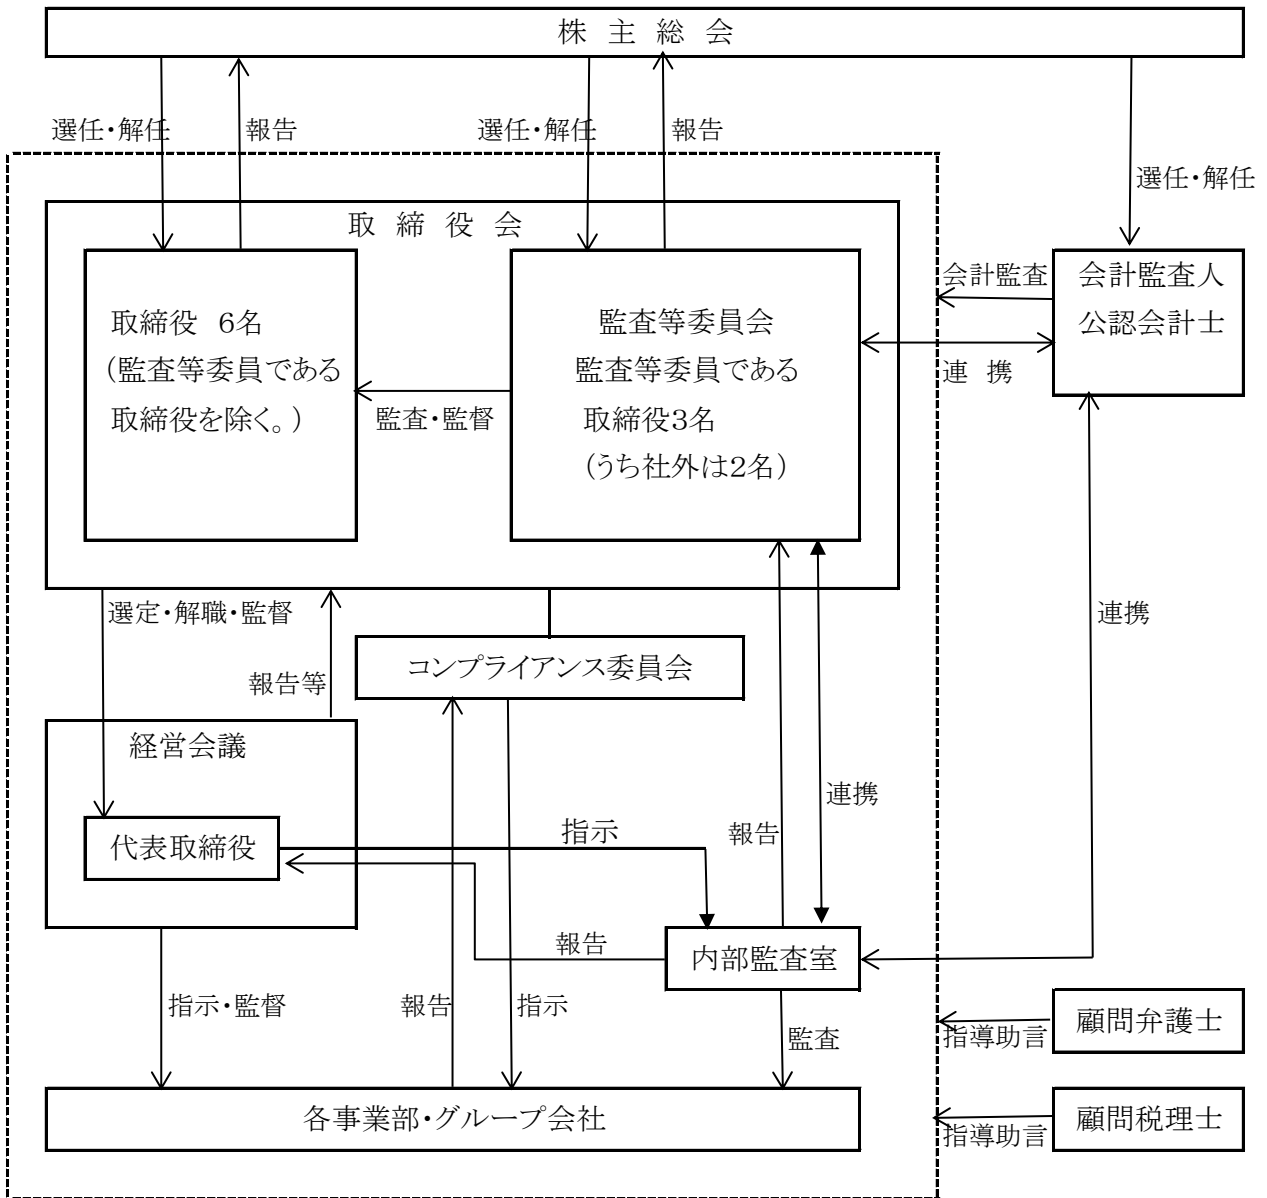 株 主 総 会
選任・解任
報告
選任・解任
報告
選任・解任
取 締 役 会
取締役 6名
(監査等委員である
取締役を除く。)
監査・監督
監査等委員会
監査等委員である
取締役3名
(うち社外は2名)
会計監査
会計監査人
公認会計士
連 携
選定・解職・監督
報告等
コンプライアンス委員会
連携
経営会議
代表取締役
指示
報告
連携
報告
内部監査室
指示・監督
報告
指示
監査
指導助言
顧問弁護士
各事業部・グループ会社
指導助言
顧問税理士